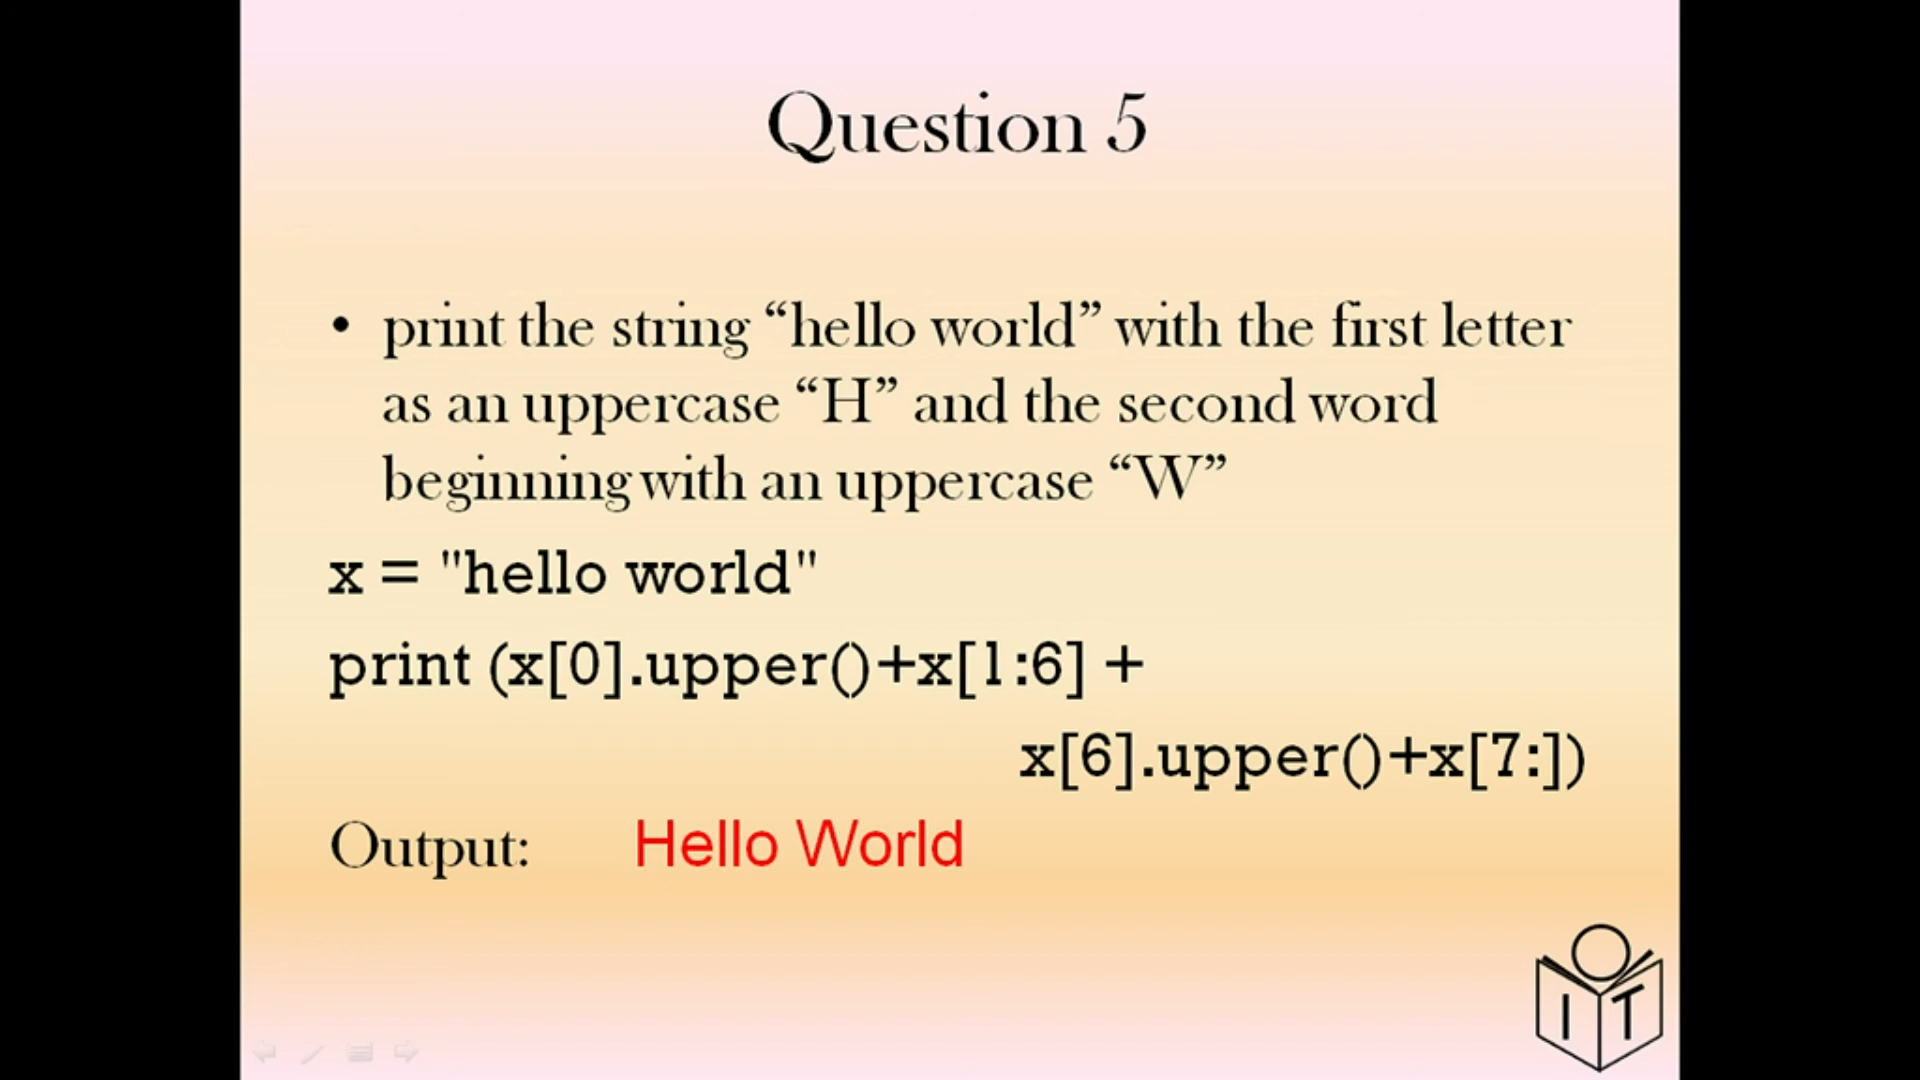 Question 5
• print the string “hello world” with the first letter
as an uppercase “H” and the second word
beginning with an uppercase “W”
x = "hello world"
print (x[0].upper()+x[1:6] +
x[6].upper()+x[7:])
Output: Hello World
I T